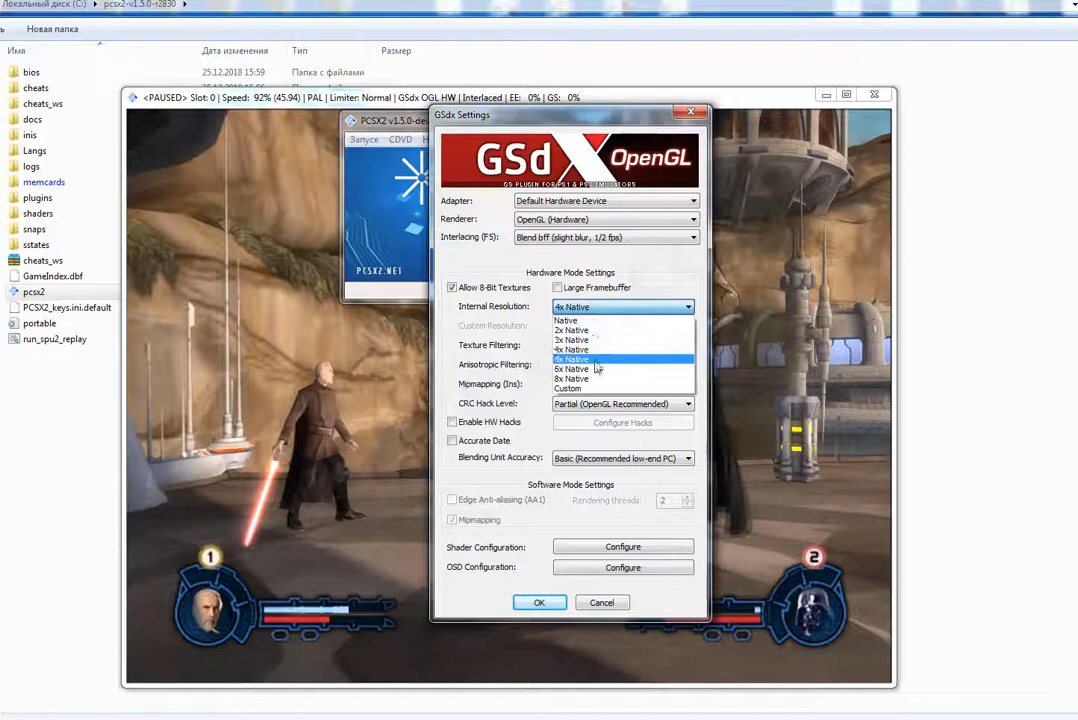 Локальный диск (C:) ▸ pcsx2-v1.5.0-r2830 ▸
Новая папка
Имя Дата изменения Тип Размер
bios 25.12.2018 15:59 Папка с файлами
cheats
cheats_ws
docs
inis
Langs
logs
memcards
plugins
shaders
snaps
sstates
cheats_ws
GameIndex.dbf
pcsx2
PCSX2_keys.ini.default
portable
run_spu2_replay
<PAUSED> Slot: 0 | Speed: 92% (45.94) | PAL | Limiter: Normal | GSdx OGL HW | Interlaced | EE: 0% | GS: 0%
PCSX2 v1.5.0-dev
Запуск CDVD
PCSX2.NET
GSdx Settings
GSdX OpenGL
GS PLUGIN FOR PS1 & PS2 EMULATORS
Adapter: Default Hardware Device
Renderer: OpenGL (Hardware)
Interlacing (F5): Blend bff (slight blur, 1/2 fps)
Hardware Mode Settings
Allow 8-Bit Textures Large Framebuffer
Internal Resolution: 4x Native
Native
2x Native
Custom Resolution:
3x Native
Texture Filtering:
4x Native
Anisotropic Filtering:
6x Native
Mipmapping (Ins)
8x Native
Custom
CRC Hack Level: Partial (OpenGL Recommended)
Enable HW Hacks Configure Hacks
Accurate Date
Blending Unit Accuracy: Basic (Recommended low-end PC)
Software Mode Settings
Edge Anti-aliasing (AA1) Rendering threads: 2
Mipmapping
Shader Configuration: Configure
OSD Configuration: Configure
OK Cancel
1
2